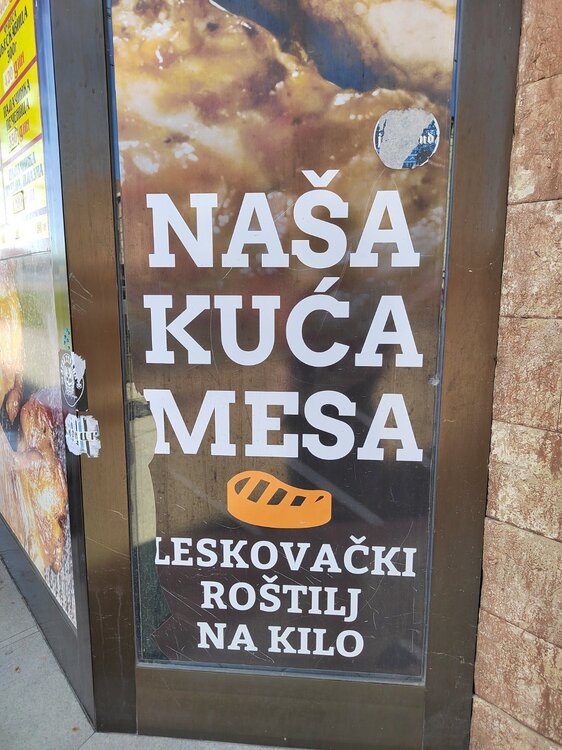 NAŠA
KUĆA
MESA
LESKOVAČKI
ROŠTILJ
NA KILO